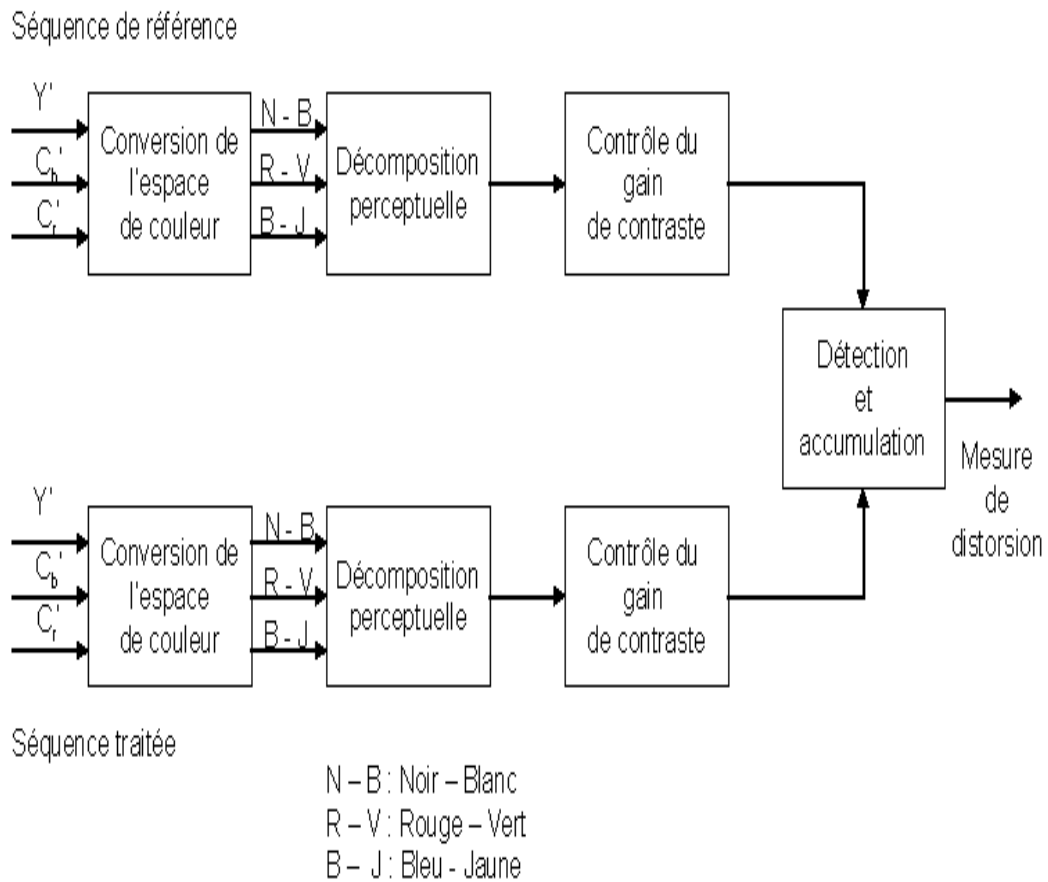 Séquence de référence
Y'
C_b'
C_r'
Conversion de
l'espace
de couleur
N - B
R - V
B - J
Décomposition
perceptuelle
Contrôle du
gain
de contraste
Détection
et
accumulation
Mesure
de
distorsion
Y'
C_b'
C_r'
Conversion de
l'espace
de couleur
N - B
R - V
B - J
Décomposition
perceptuelle
Contrôle du
gain
de contraste
Séquence traitée
N – B : Noir – Blanc
R – V : Rouge – Vert
B – J : Bleu - Jaune